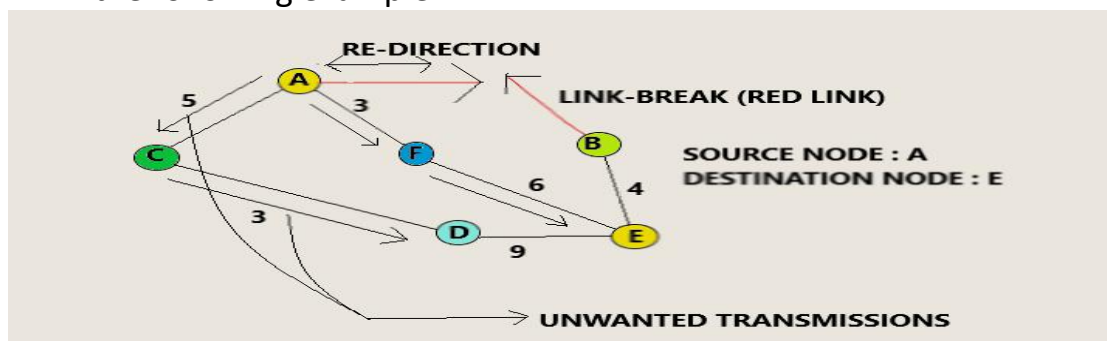 RE-DIRECTION
A
5
3
LINK-BREAK (RED LINK)
C
F
B
SOURCE NODE : A
DESTINATION NODE : E
6
4
3
D
E
9
UNWANTED TRANSMISSIONS